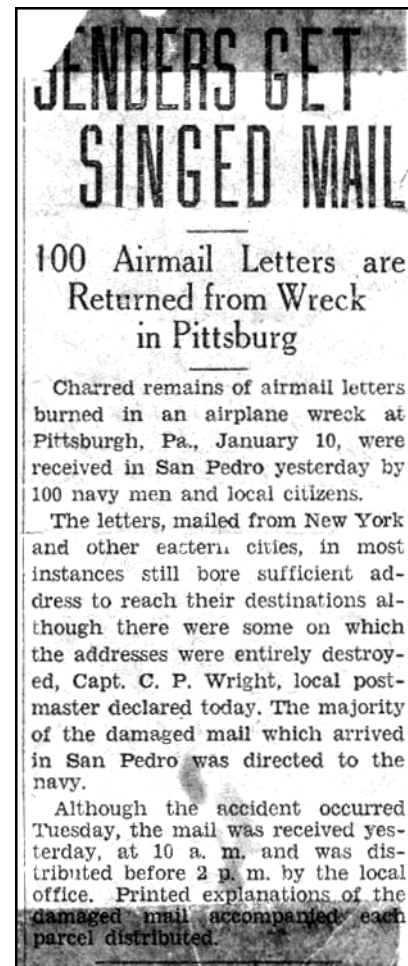 SENDERS GET
SINGED MAIL
100 Airmail Letters are
Returned from Wreck
in Pittsburg
Charred remains of airmail letters
burned in an airplane wreck at
Pittsburgh, Pa., January 10, were
received in San Pedro yesterday by
100 navy men and local citizens.
The letters, mailed from New York
and other eastern cities, in most
instances still bore sufficient ad-
dress to reach their destinations al-
though there were some on which
the addresses were entirely destroy-
ed, Capt. C. P. Wright, local post-
master declared today. The majority
of the damaged mail which arrived
in San Pedro was directed to the
navy.
Although the accident occurred
Tuesday, the mail was received yes-
terday, at 10 a. m. and was dis-
tributed before 2 p. m. by the local
office. Printed explanations of the
damaged mail accompanied each
parcel distributed.